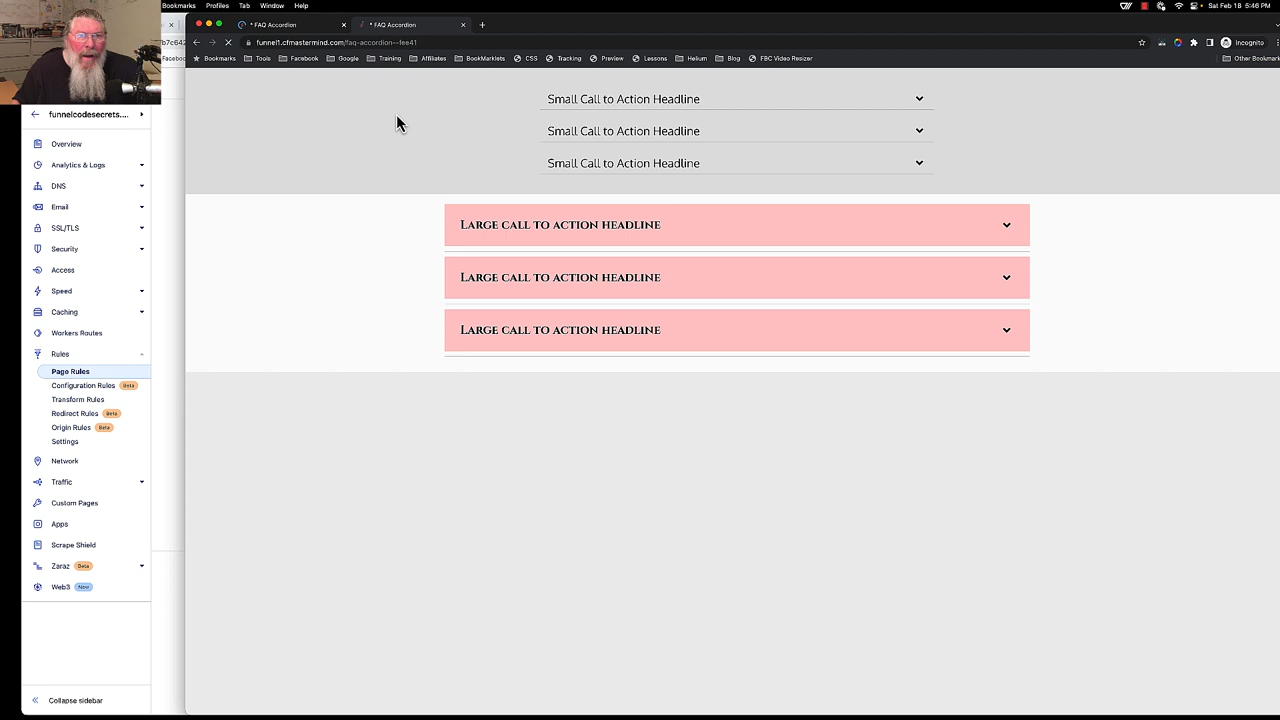 Bookmarks Profiles Tab Window Help
Sat Feb 18 5:46 PM
* FAQ Accordion
* FAQ Accordion
b7c642
funnel1.cfmastermind.com/faq-accordion--fee41
Incognito
Facebook
Bookmarks Tools Facebook Google Training Affiliates BookMarklets CSS Tracking Preview Lessons Helium Blog FBC Video Resizer
Other Bookmark
funnelcodesecrets....
Overview
Analytics & Logs
DNS
Email
SSL/TLS
Security
Access
Speed
Caching
Workers Routes
Rules
Page Rules
Configuration Rules Beta
Transform Rules
Redirect Rules Beta
Origin Rules Beta
Settings
Network
Traffic
Custom Pages
Apps
Scrape Shield
Zaraz Beta
Web3 New
Collapse sidebar
Small Call to Action Headline
Small Call to Action Headline
Small Call to Action Headline
Large call to action headline
Large call to action headline
Large call to action headline